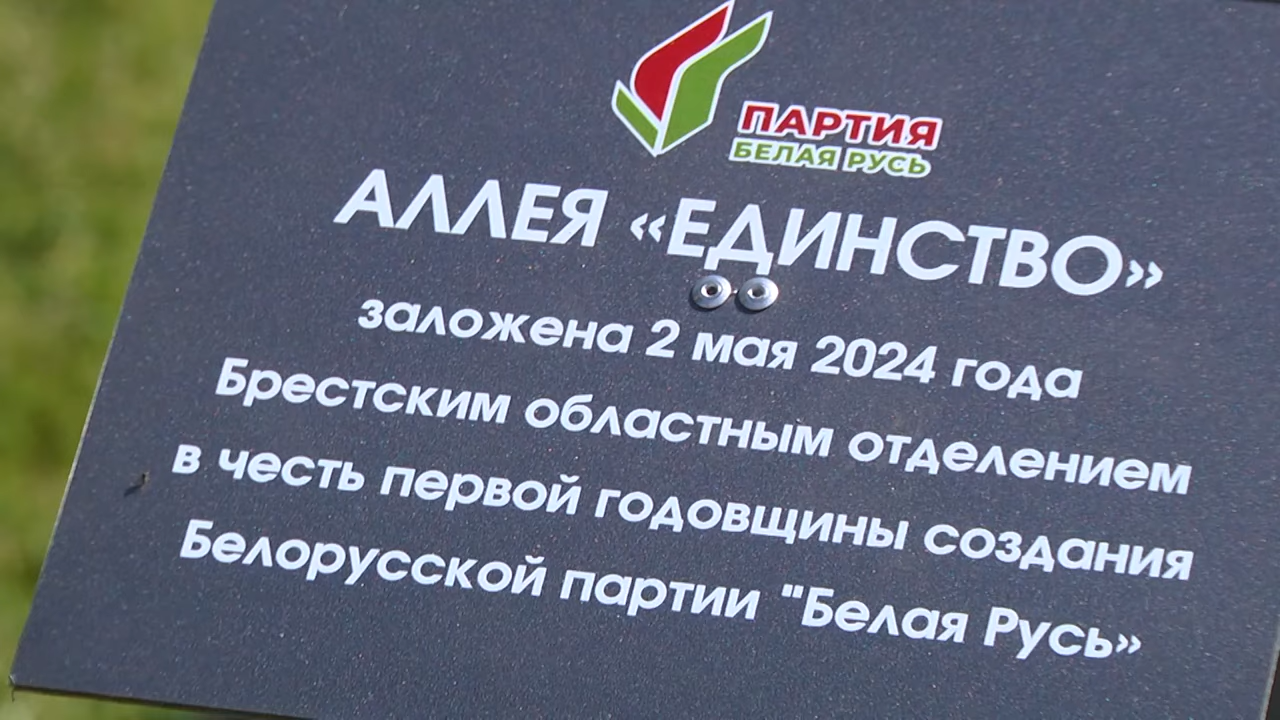 ПАРТИЯ
БЕЛАЯ РУСЬ
АЛЛЕЯ «ЕДИНСТВО»
заложена 2 мая 2024 года
Брестским областным отделением
в честь первой годовщины создания
Белорусской партии "Белая Русь»